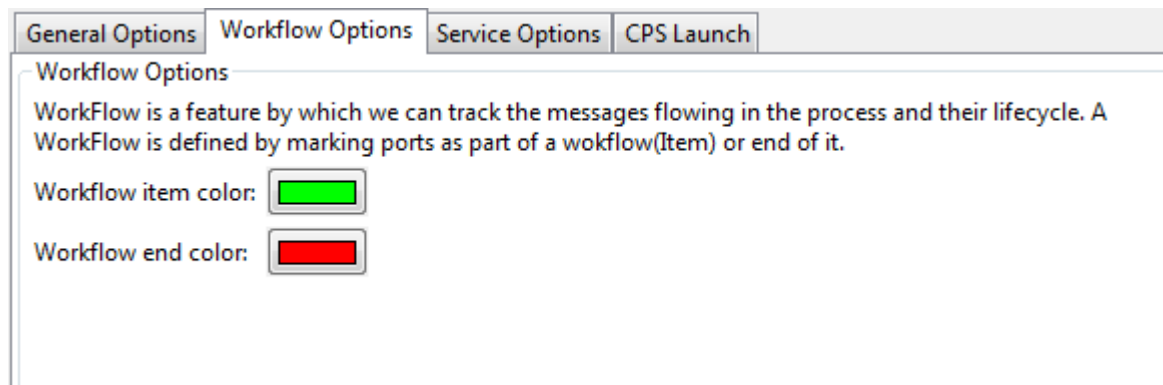 General Options Workflow Options Service Options CPS Launch
Workflow Options
WorkFlow is a feature by which we can track the messages flowing in the process and their lifecycle. A
WorkFlow is defined by marking ports as part of a wokflow(Item) or end of it.
Workflow item color:
Workflow end color: